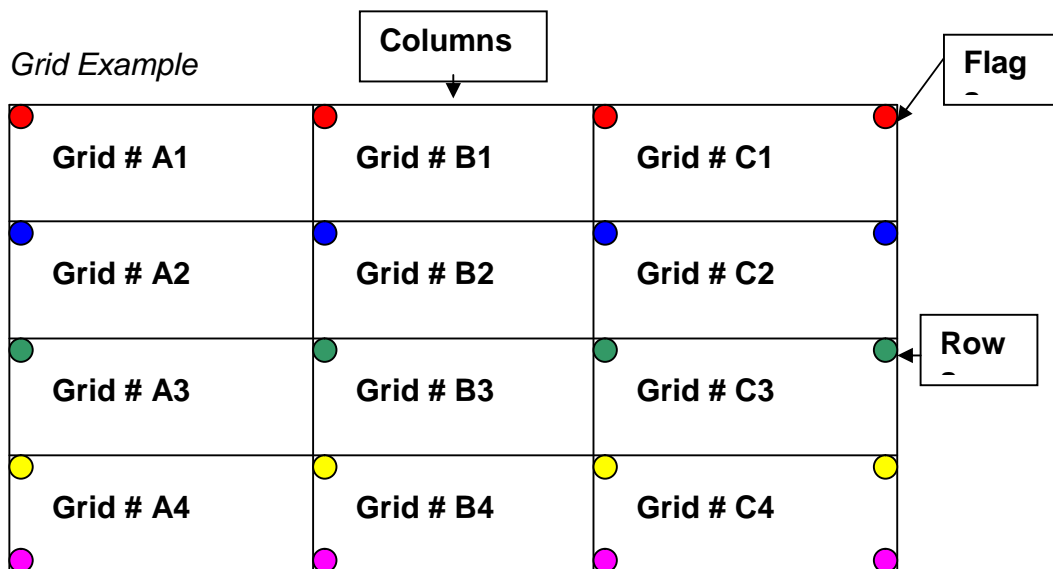 Columns
Grid Example
Flag
Grid # A1
Grid # B1
Grid # C1
Grid # A2
Grid # B2
Grid # C2
Row
Grid # A3
Grid # B3
Grid # C3
Grid # A4
Grid # B4
Grid # C4